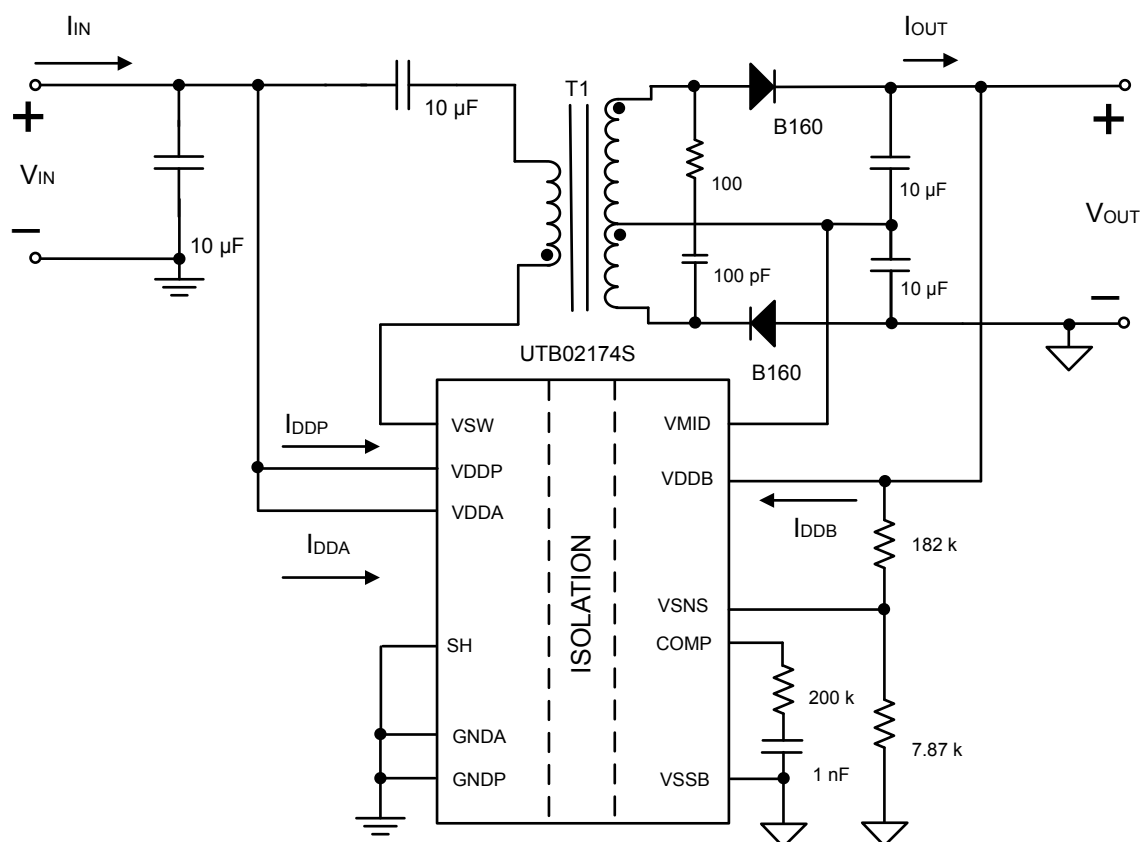 IIN
IOUT
T1
10 µF
B160
+
+
VIN
100
10 µF
VOUT
–
10 µF
100 pF
10 µF
–
UTB02174S
B160
IDDP
VSW
VMID
VDDP
VDDB
VDDA
IDDA
IDDB
182 k
ISOLATION
VSNS
SH
COMP
200 k
GNDA
7.87 k
GNDP
VSSB
1 nF